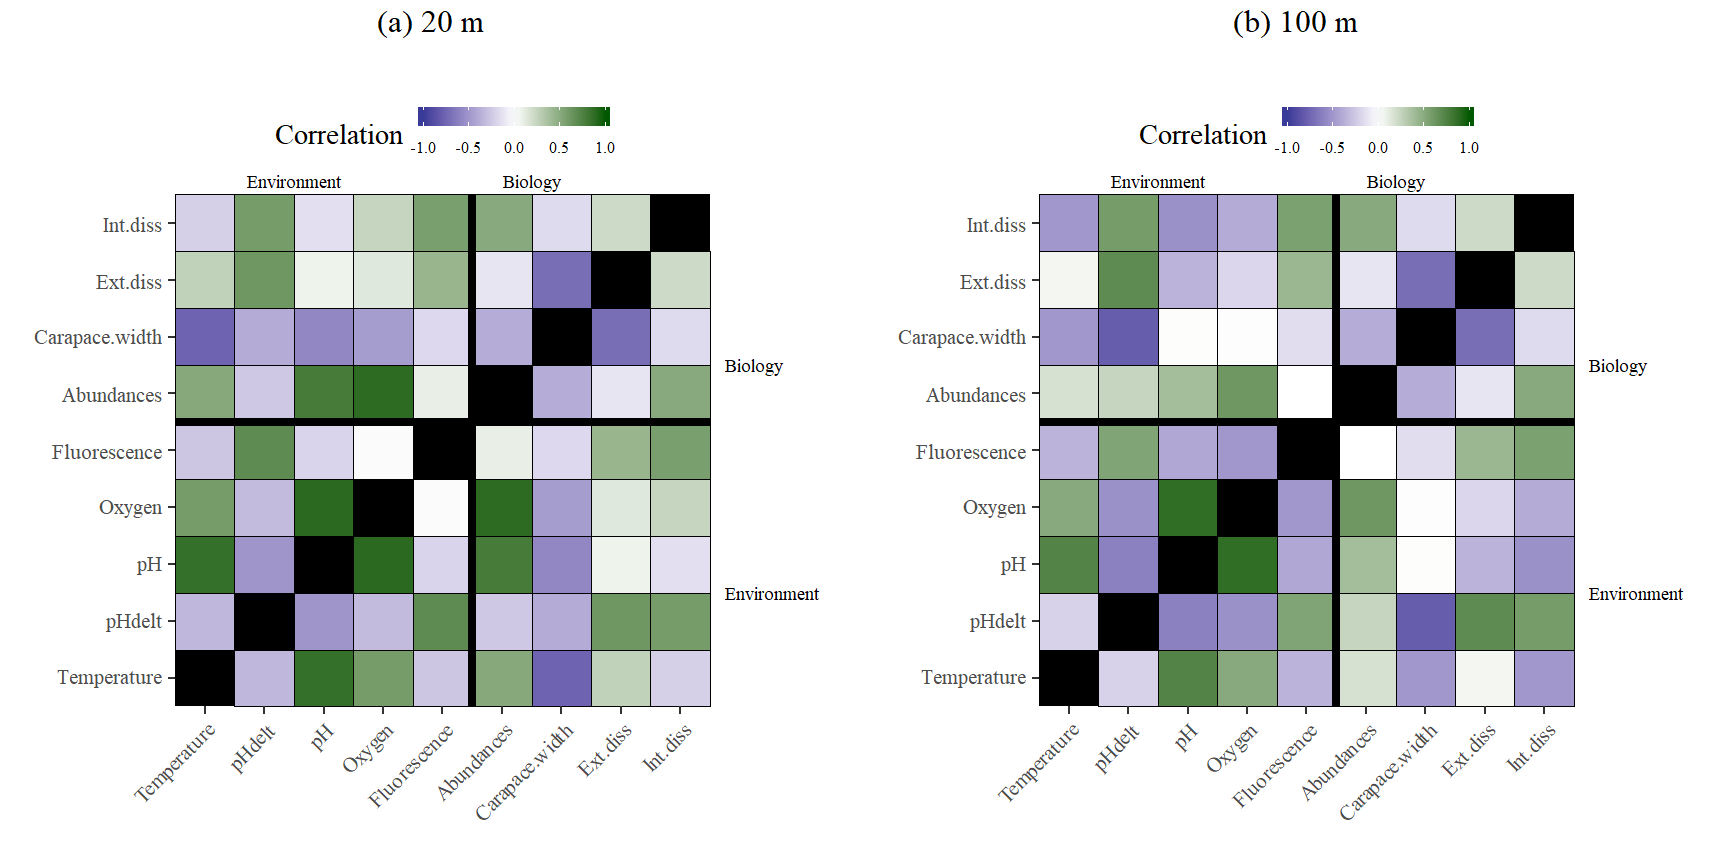 (a) 20 m
Correlation
-1.0 -0.5 0.0 0.5 1.0
Environment Biology
Int.diss
Ext.diss
Carapace.width
Abundances
Fluorescence
Oxygen
pH
pHdelt
Temperature
Biology
Environment
Temperature pHdelt pH Oxygen Fluorescence Abundances Carapace.width Ext.diss Int.diss
(b) 100 m
Correlation
-1.0 -0.5 0.0 0.5 1.0
Environment Biology
Int.diss
Ext.diss
Carapace.width
Abundances
Fluorescence
Oxygen
pH
pHdelt
Temperature
Biology
Environment
Temperature pHdelt pH Oxygen Fluorescence Abundances Carapace.width Ext.diss Int.diss